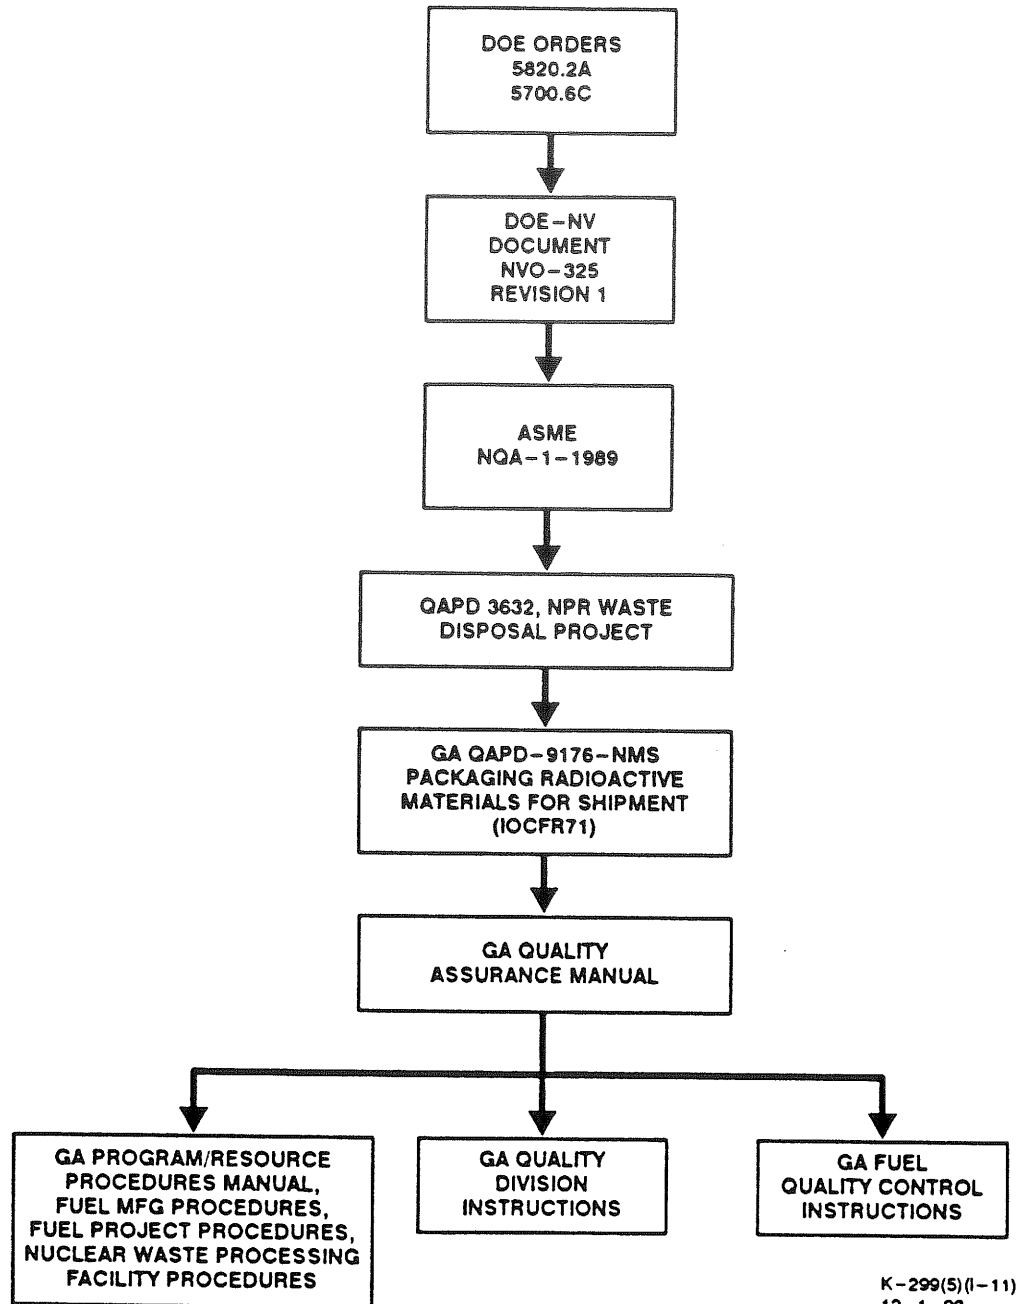 DOE ORDERS
5820.2A
5700.6C
DOE-NV
DOCUMENT
NVO-325
REVISION 1
ASME
NQA-1-1989
QAPD 3632, NPR WASTE
DISPOSAL PROJECT
GA QAPD-9176-NMS
PACKAGING RADIOACTIVE
MATERIALS FOR SHIPMENT
(IOCFR71)
GA QUALITY
ASSURANCE MANUAL
GA PROGRAM/RESOURCE
PROCEDURES MANUAL,
FUEL MFG PROCEDURES,
FUEL PROJECT PROCEDURES,
NUCLEAR WASTE PROCESSING
FACILITY PROCEDURES
GA QUALITY
DIVISION
INSTRUCTIONS
GA FUEL
QUALITY CONTROL
INSTRUCTIONS
K-299(5)(I-11)